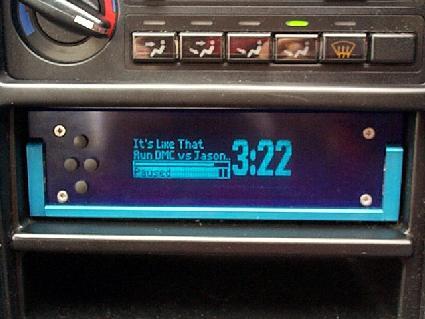 It's Like That
Run DMC vs Jason
Paused
3:22